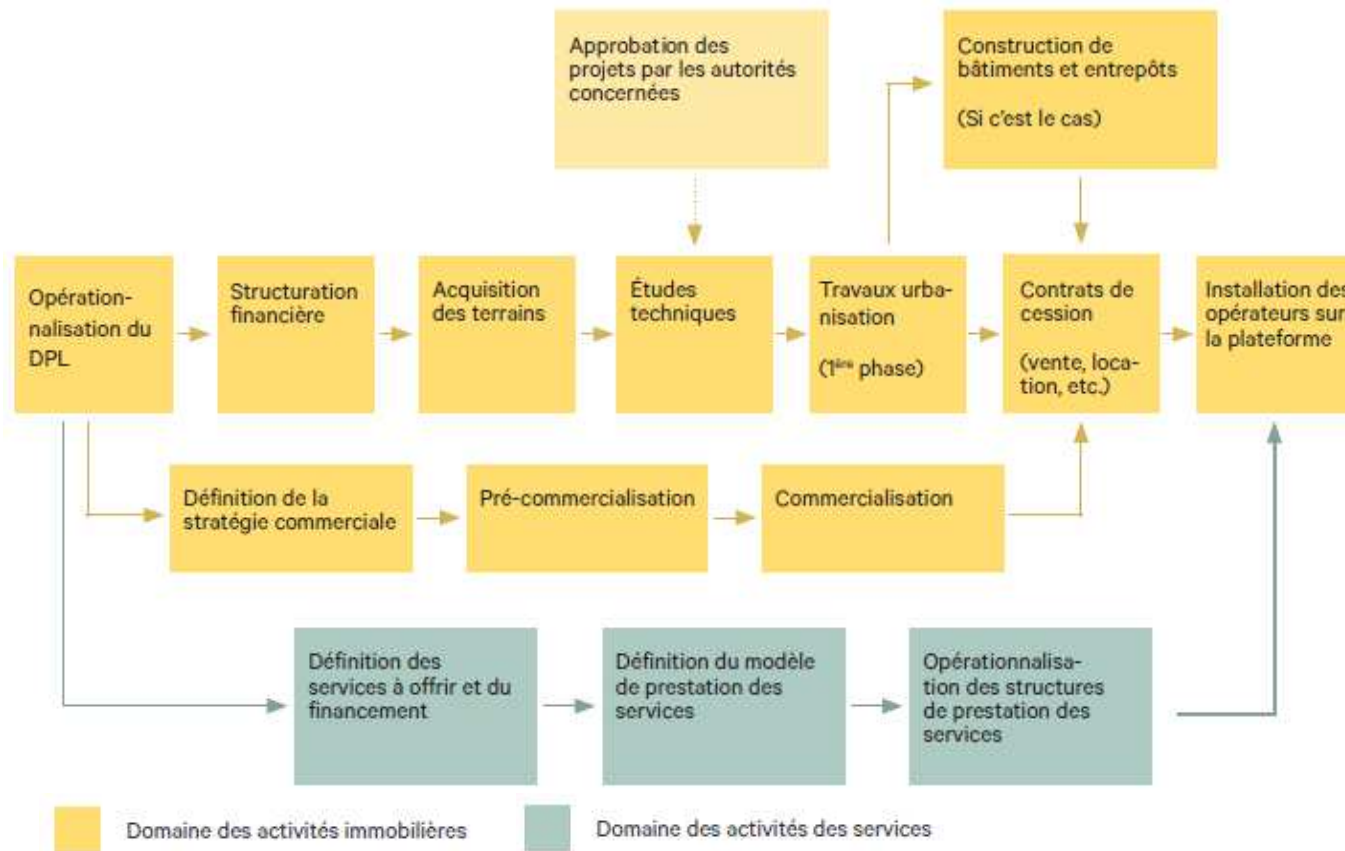 Approbation des
projets par les autorités
concernées
Construction de
bâtiments et entrepôts
(Si c'est le cas)
Opération-
nalisation du
DPL
Structuration
financière
Acquisition
des terrains
Études
techniques
Travaux urba-
nisation
(1ère phase)
Contrats de
cession
(vente, loca-
tion, etc.)
Installation des
opérateurs sur
la plateforme
Définition de la
stratégie commerciale
Pré-commercialisation
Commercialisation
Définition des
services à offrir et du
financement
Définition du modèle
de prestation des
services
Opérationnalisa-
tion des structures
de prestation des
services
Domaine des activités immobilières
Domaine des activités des services